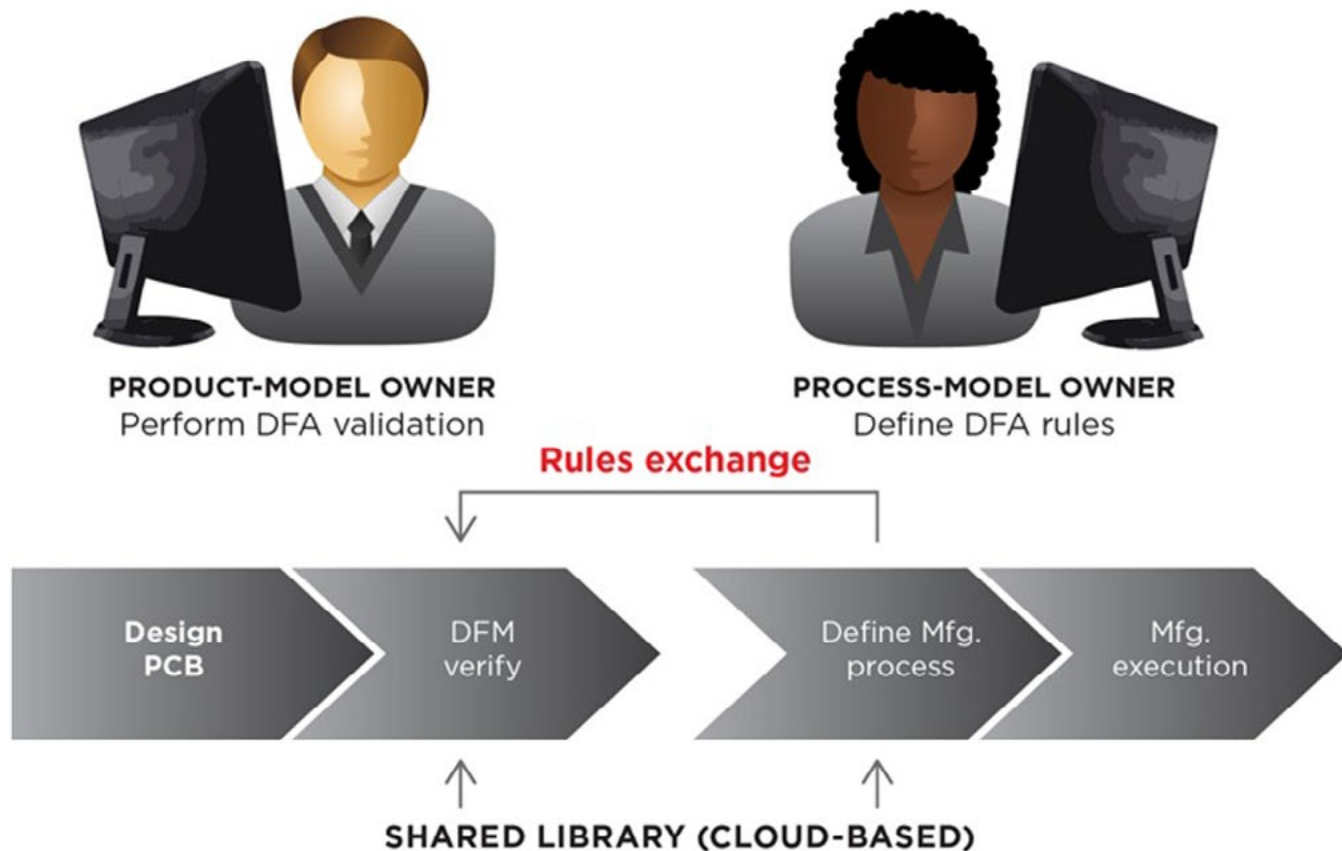 PRODUCT-MODEL OWNER
Perform DFA validation
PROCESS-MODEL OWNER
Define DFA rules
Rules exchange
Design
PCB
DFM
verify
Define Mfg.
process
Mfg.
execution
SHARED LIBRARY (CLOUD-BASED)